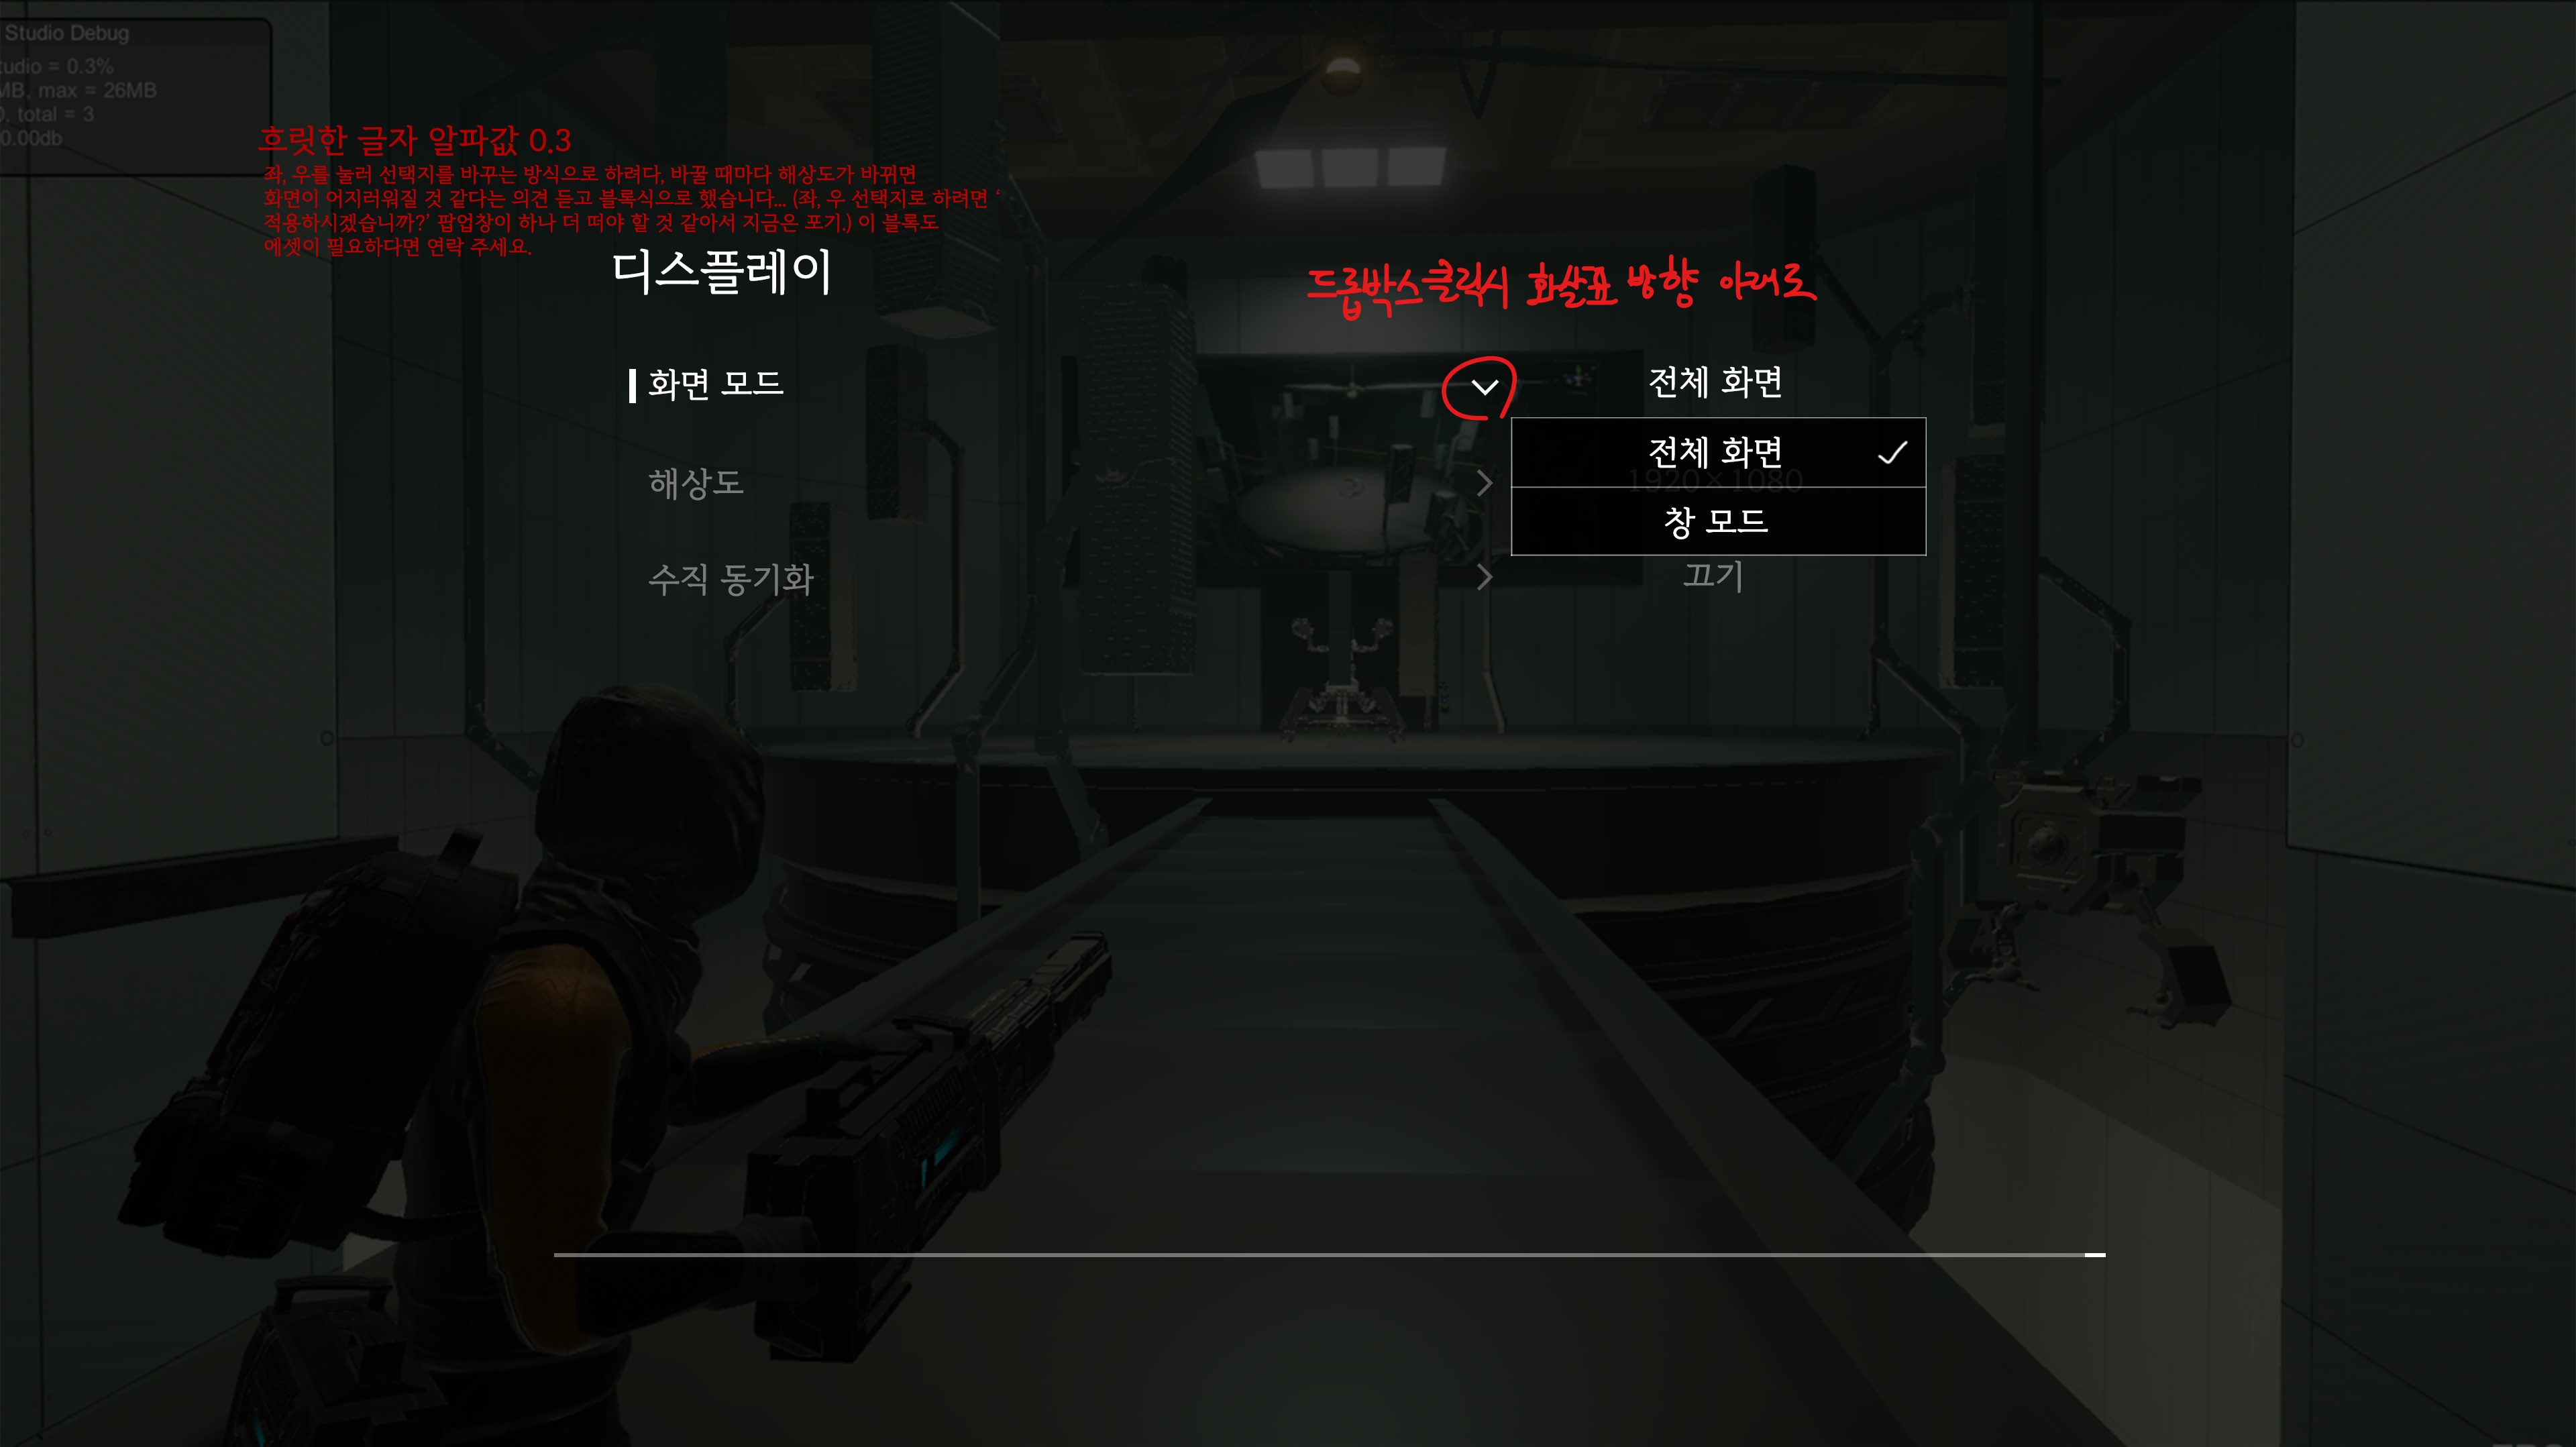 Studio Debug
tudio = 0.3%
MB, max = 26MB
, total = 3
0.00db
흐릿한 글자 알파값 0.3
좌, 우를 눌러 선택지를 바꾸는 방식으로 하려다, 바꿀 때마다 해상도가 바뀌면
화면이 어지러워질 것 같다는 의견 듣고 블록식으로 했습니다... (좌, 우 선택지로 하려면 ‘
적용하시겠습니까?’ 팝업창이 하나 더 떠야 할 것 같아서 지금은 포기.) 이 블록도
에셋이 필요하다면 연락 주세요.
디스플레이
드롭박스클릭시 화살표 방향 아래로
화면 모드
전체 화면
전체 화면
해상도
1920×1080
창 모드
수직 동기화
끄기